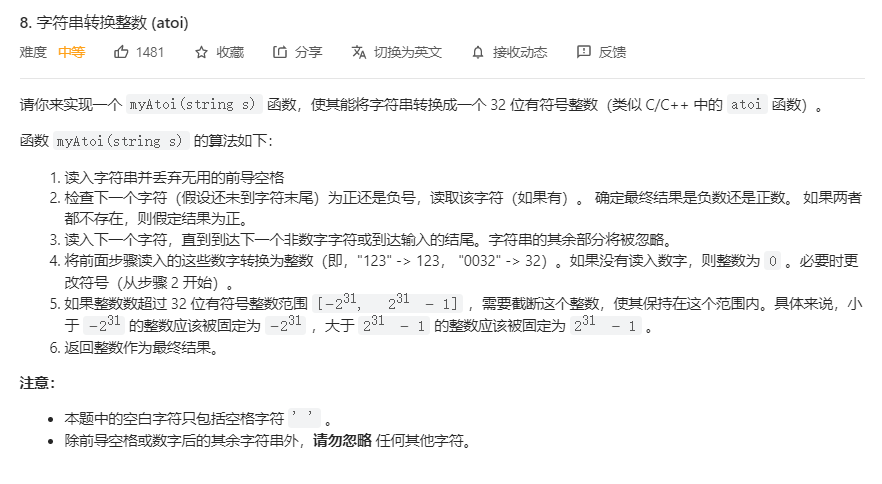 8. 字符串转换整数 (atoi)
难度 中等 1481 收藏 分享 切换为英文 接收动态 反馈
请你来实现一个 myAtoi(string s) 函数，使其能将字符串转换成一个 32 位有符号整数（类似 C/C++ 中的 atoi 函数）。
函数 myAtoi(string s) 的算法如下：
1. 读入字符串并丢弃无用的前导空格
2. 检查下一个字符（假设还未到字符末尾）为正还是负号，读取该字符（如果有）。 确定最终结果是负数还是正数。 如果两者
都不存在，则假定结果为正。
3. 读入下一个字符，直到到达下一个非数字字符或到达输入的结尾。字符串的其余部分将被忽略。
4. 将前面步骤读入的这些数字转换为整数（即，"123" -> 123， "0032" -> 32）。如果没有读入数字，则整数为 0 。必要时更
改符号（从步骤 2 开始）。
5. 如果整数数超过 32 位有符号整数范围 [−2³¹, 2³¹ − 1] ，需要截断这个整数，使其保持在这个范围内。具体来说，小
于 −2³¹ 的整数应该被固定为 −2³¹ ，大于 2³¹ − 1 的整数应该被固定为 2³¹ − 1 。
6. 返回整数作为最终结果。
注意：
• 本题中的空白字符只包括空格字符 ' ' 。
• 除前导空格或数字后的其余字符串外，请勿忽略 任何其他字符。